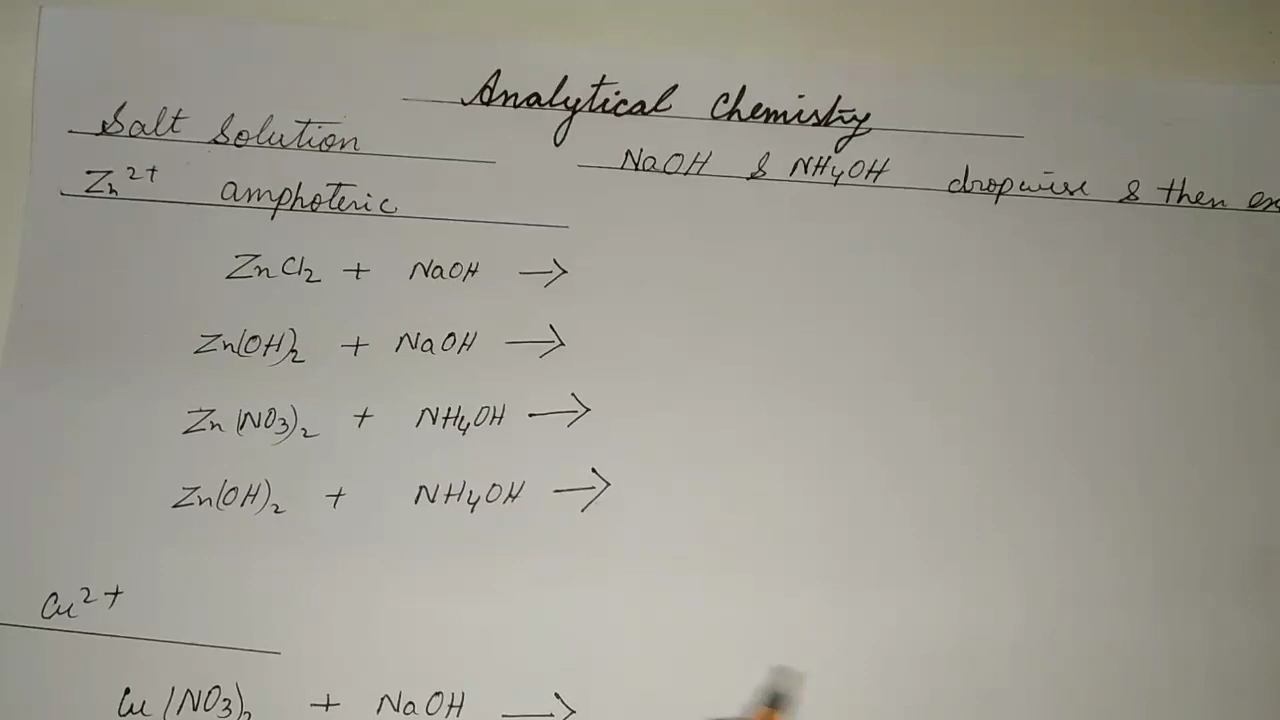 Analytical Chemistry
Salt Solution
NaOH & NH4OH dropwise & then
Zn2+ amphoteric
ZnCl2 + NaOH →
Zn(OH)2 + NaOH →
Zn(NO3)2 + NH4OH →
Zn(OH)2 + NH4OH →
Cu2+
Cu(NO3)2 + NaOH →